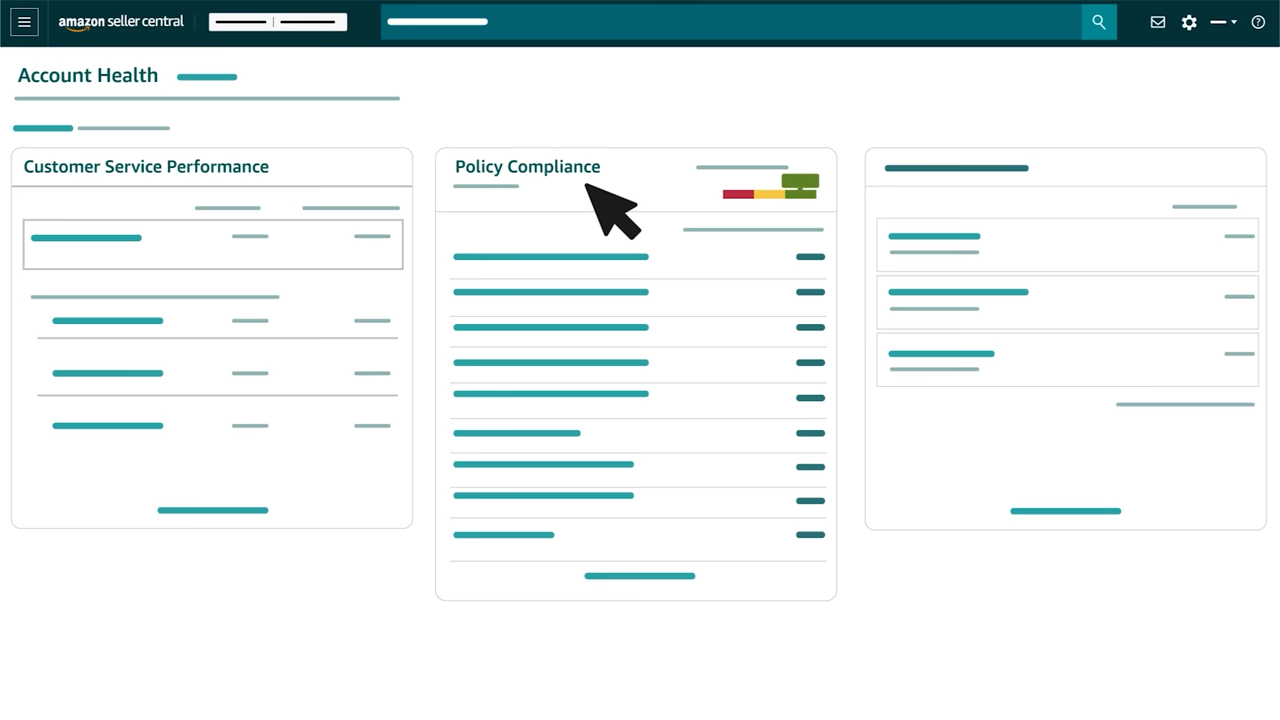 amazon seller central
Account Health
Customer Service Performance
Policy Compliance